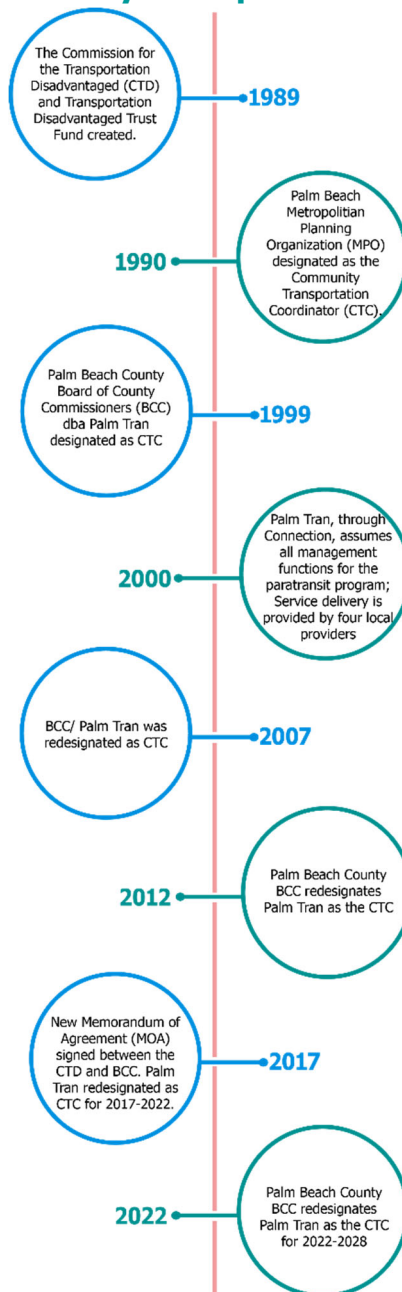 The Commission for
the Transportation
Disadvantaged (CTD)
and Transportation
Disadvantaged Trust
Fund created.
1989
Palm Beach
Metropolitan
Planning
Organization (MPO)
designated as the
Community
Transportation
Coordinator (CTC).
1990
Palm Beach County
Board of County
Commissioners (BCC)
dba Palm Tran
designated as CTC
1999
Palm Tran, through
Connection, assumes
all management
functions for the
paratransit program;
Service delivery is
provided by four local
providers
2000
BCC/ Palm Tran was
redesignated as CTC
2007
Palm Beach County
BCC redesignates
Palm Tran as the CTC
2012
New Memorandum of
Agreement (MOA)
signed between the
CTD and BCC. Palm
Tran redesignated as
CTC for 2017-2022.
2017
Palm Beach County
BCC redesignates
Palm Tran as the CTC
for 2022-2028
2022